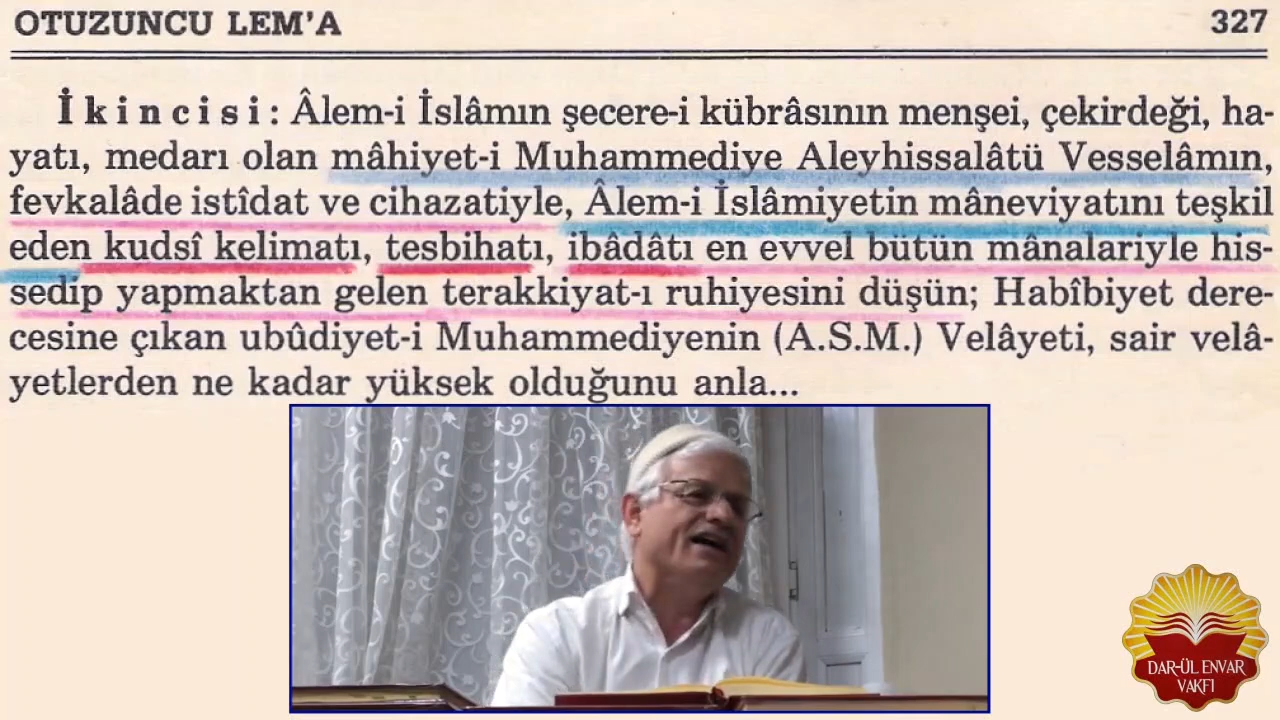 OTUZUNCU LEM'A 327
İkincisi: Âlem-i İslâmın şecere-i kübrâsının menşei, çekirdeği, ha-
yatı, medarı olan mâhiyet-i Muhammediye Aleyhissalâtü Vesselâmın,
fevkalâde istîdat ve cihazatiyle, Âlem-i İslâmiyetin mâneviyatını teşkil
eden kudsî kelimatı, tesbihatı, ibâdâtı en evvel bütün mânalariyle his-
sedip yapmaktan gelen terakkiyat-ı ruhiyesini düşün; Habîbiyet dere-
cesine çıkan ubûdiyet-i Muhammediyenin (A.S.M.) Velâyeti, sair velâ-
yetlerden ne kadar yüksek olduğunu anla...
DAR-ÜL ENVAR
VAKFI